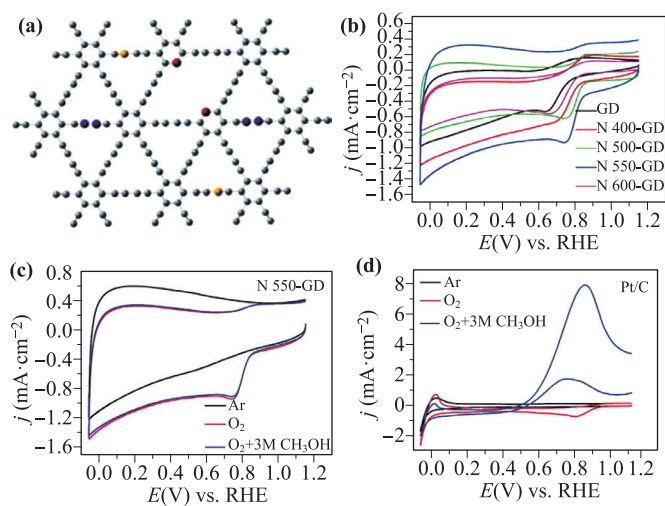 (a)
(b)
0.6
0.4
0.2
0.0
−0.2
−0.4
−0.6
−0.8
−1.0
−1.2
−1.4
−1.6
j (mA·cm−2)
GD
N 400-GD
N 500-GD
N 550-GD
N 600-GD
0.0 0.2 0.4 0.6 0.8 1.0 1.2
E(V) vs. RHE
(c)
N 550-GD
0.8
0.4
0.0
−0.4
−0.8
−1.2
−1.6
j (mA·cm−2)
Ar
O2
O2+3M CH3OH
0.0 0.2 0.4 0.6 0.8 1.0 1.2
E(V) vs. RHE
(d)
Pt/C
8
6
4
2
0
−2
j (mA·cm−2)
Ar
O2
O2+3M CH3OH
0.0 0.2 0.4 0.6 0.8 1.0 1.2
E(V) vs. RHE